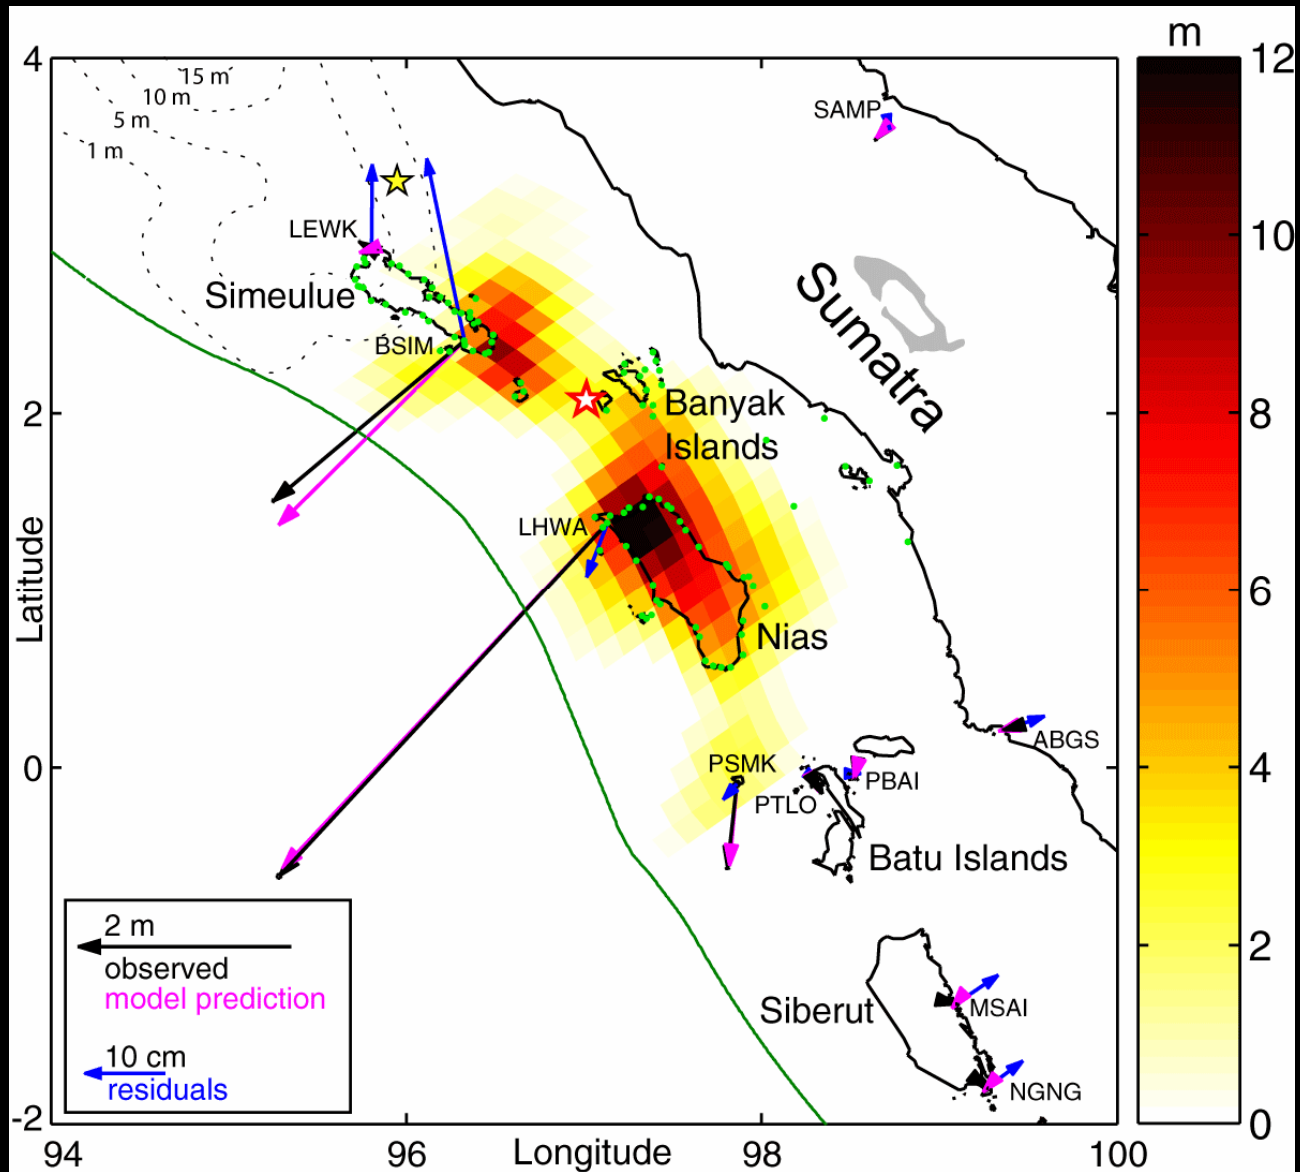 m
4
12
15 m
10 m
5 m
1 m
SAMP
LEWK
10
Simeulue
Sumatra
BSIM
2
Banyak
Islands
8
LHWA
Latitude
6
Nias
ABGS
0
PSMK
PBAI
4
PTLO
Batu Islands
2 m
observed
model prediction
2
Siberut
MSAI
10 cm
residuals
NGNG
-2
0
94
96
Longitude
98
100